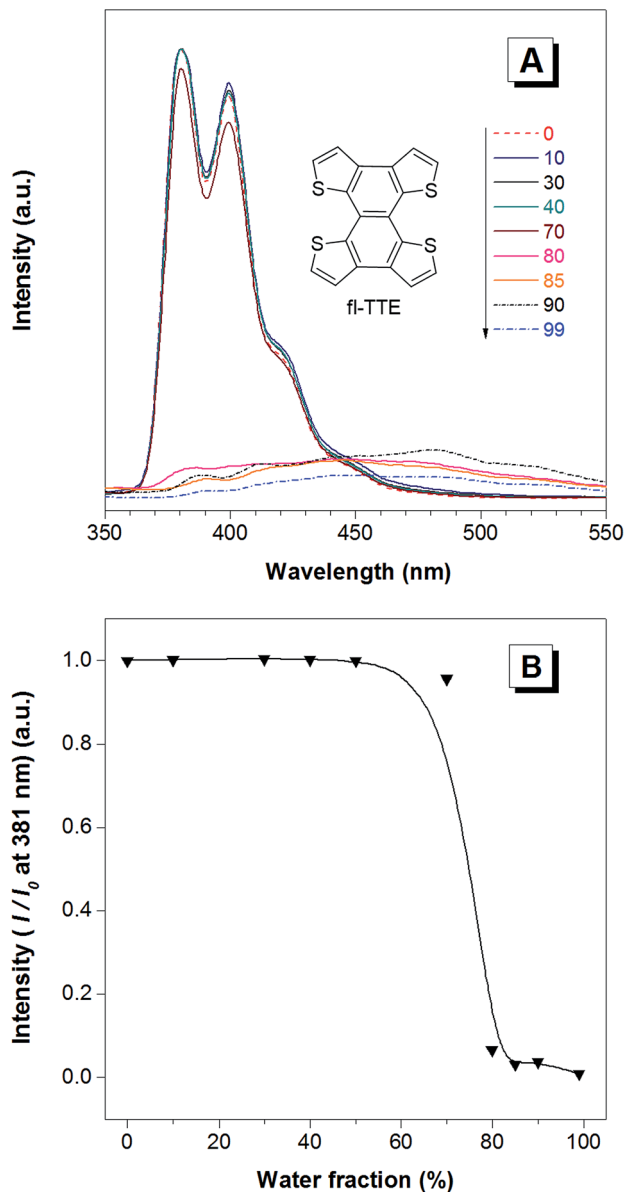 A
Intensity (a.u.)
0
10
30
40
70
80
85
90
99
S
S
S
S
fl-TTE
350
400
450
500
550
Wavelength (nm)
B
Intensity ( I / I0 at 381 nm) (a.u.)
1.0
0.8
0.6
0.4
0.2
0.0
0
20
40
60
80
100
Water fraction (%)